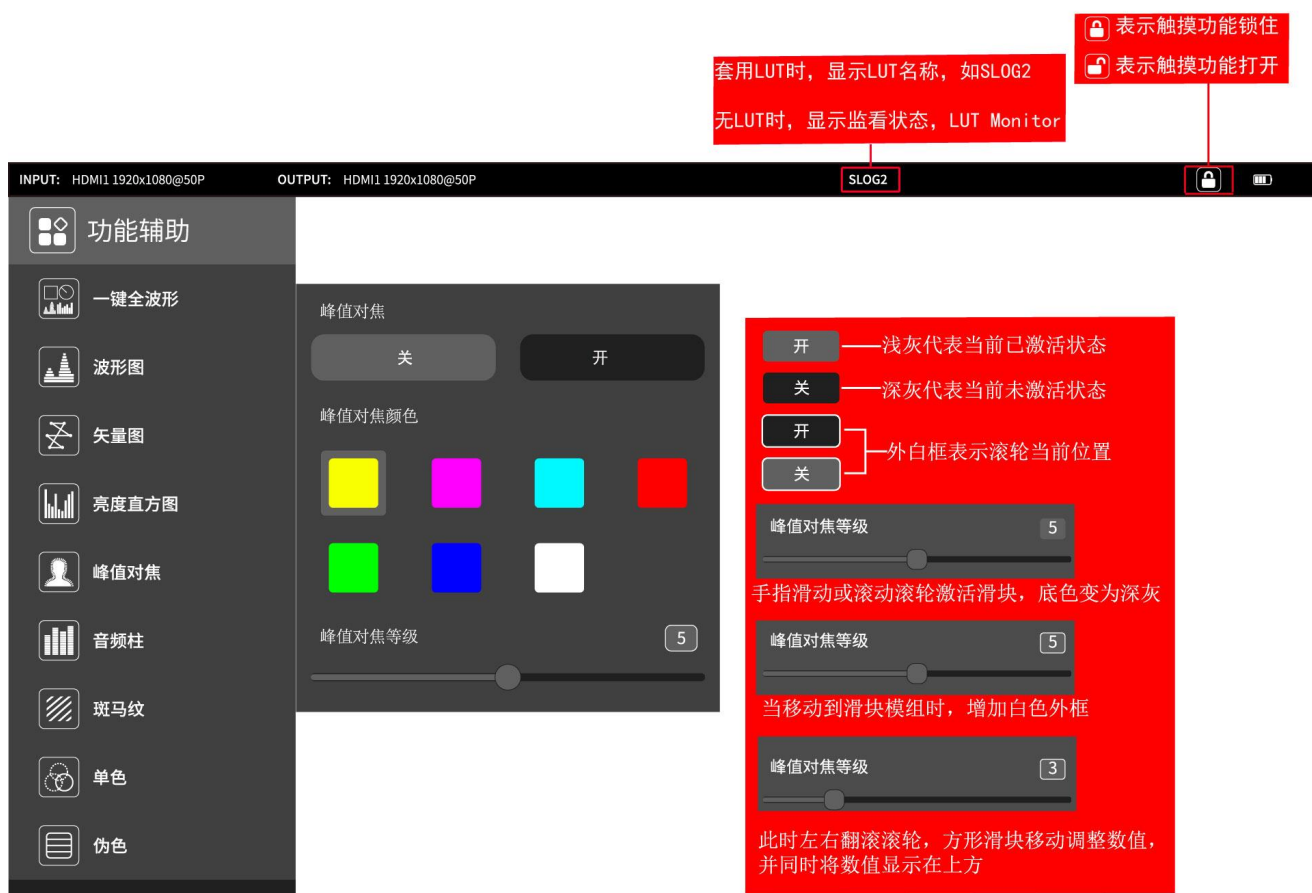 表示触摸功能锁住
表示触摸功能打开
套用LUT时，显示LUT名称，如SLOG2
无LUT时，显示监看状态，LUT Monitor
INPUT: HDMI1 1920x1080@50P OUTPUT: HDMI1 1920x1080@50P SLOG2
功能辅助
一键全波形
波形图
矢量图
亮度直方图
峰值对焦
音频柱
斑马纹
单色
伪色
峰值对焦
关 开
峰值对焦颜色
峰值对焦等级 5
开 浅灰代表当前已激活状态
关 深灰代表当前未激活状态
开
外白框表示滚轮当前位置
关
峰值对焦等级 5
手指滑动或滚动滚轮激活滑块，底色变为深灰
峰值对焦等级 5
当移动到滑块模组时，增加白色外框
峰值对焦等级 3
此时左右翻滚滚轮，方形滑块移动调整数值，
并同时将数值显示在上方